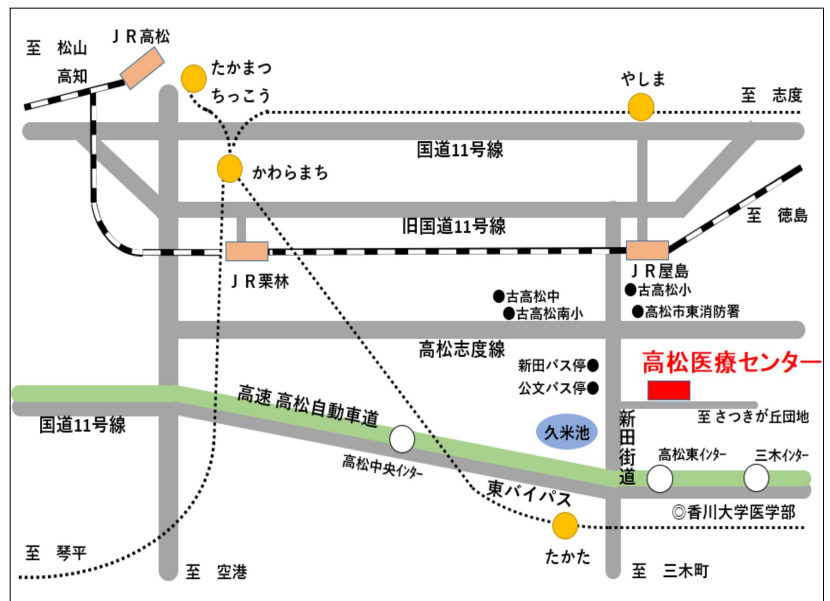 ＪＲ高松
至　松山
高知
たかまつ
ちっこう
やしま
至　志度
国道11号線
かわらまち
旧国道11号線
至　徳島
ＪＲ栗林
ＪＲ屋島
●古高松中
●古高松小
●古高松南小
●高松市東消防署
高松志度線
新田バス停●
高松医療センター
公文バス停●
高速 高松自動車道
至 さつきが丘団地
国道11号線
久米池
新田街道
高松中央インター
高松東インター
三木インター
東バイパス
◎香川大学医学部
至　琴平
たかた
至　空港
至　三木町